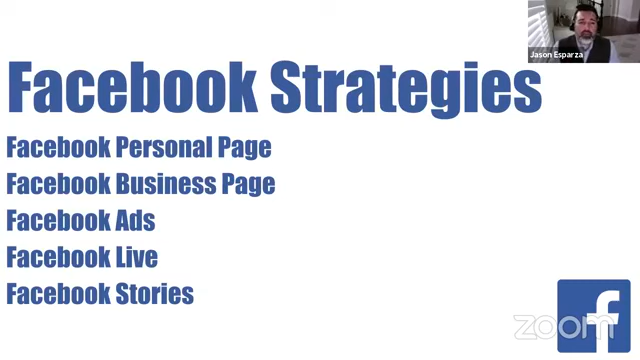 Jason Esparza
Facebook Strategies
Facebook Personal Page
Facebook Business Page
Facebook Ads
Facebook Live
Facebook Stories
f
zoom